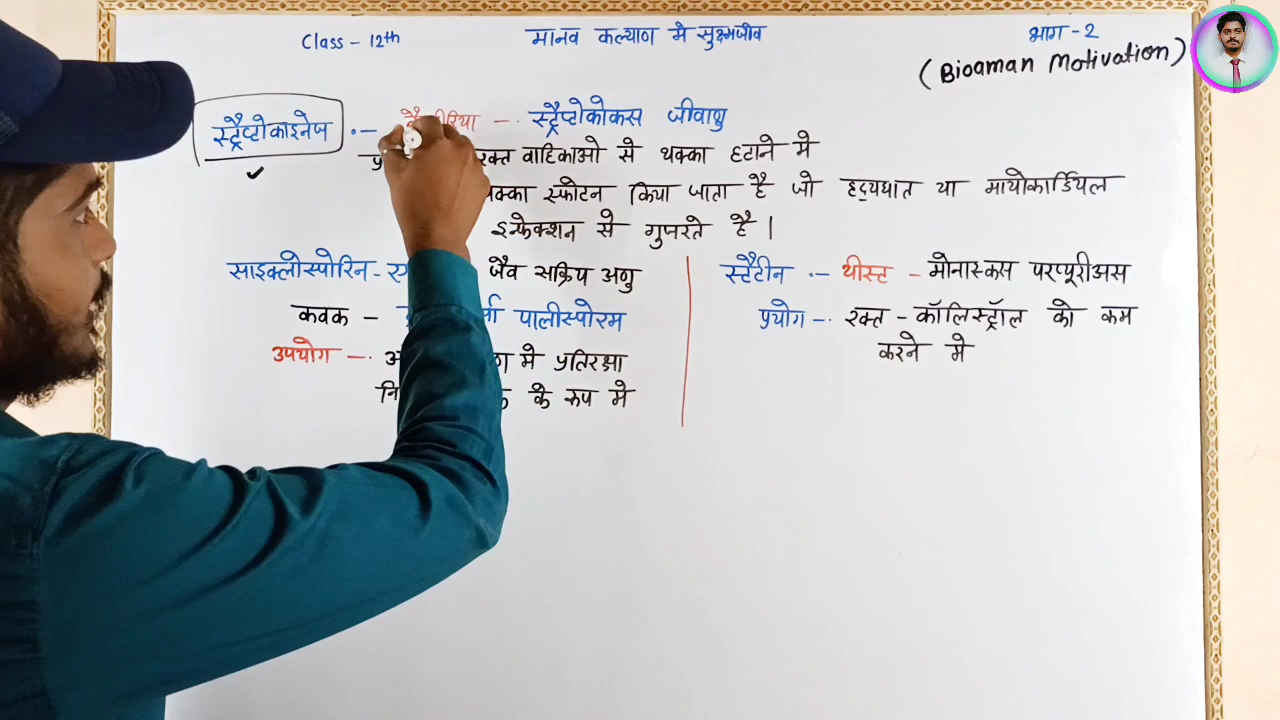 Class - 12th
मानव कल्याण मे सुक्ष्मजीव
भाग - 2
(Bioaman Motivation)
स्ट्रैप्टोकाइनेज :- - स्ट्रैप्टोकोकस जीवाणु
रक्त वाहिकाओ से थक्का हटाने मे
थक्का स्फोटन किया जाता है जो हृदयघात या मायोकार्डियल
इन्फेक्शन से गुजरते है |
साइक्लोस्पोरिन - जैव सक्रिय अणु
कवक - पालीस्पोरम
उपयोग - मे प्रतिरक्षा
के रूप मे
स्टैटीन - यीस्ट - मोनास्कस परप्यूरीअस
प्रयोग - रक्त - कॉलिस्ट्रॉल को कम
करने मे